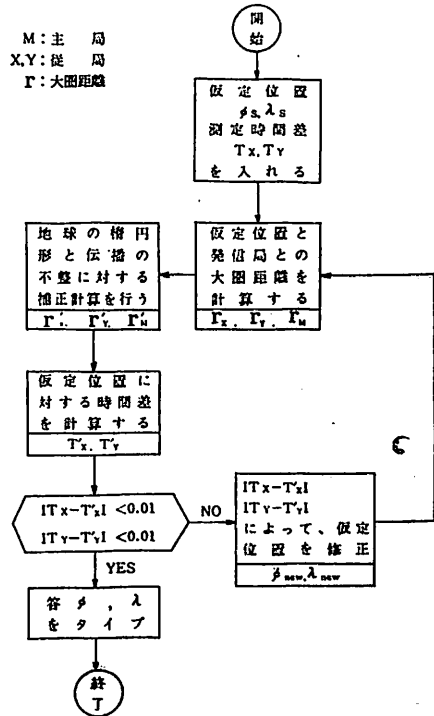 M:主局
X,Y:従局
Γ:大圏距離
開
始
仮定位置
φs,λs
測定時間差
Tx,TY
を入れる
仮定位置と
発信局との
大圏距離を
計算する
Γx,ΓY,ΓM
地球の楕円
形と伝播の
不整に対する
補正計算を行う
Γ'x,Γ'Y,Γ'M
仮定位置に
対する時間差
を計算する
T'x,T'Y
|Tx−T'x|<0.01
|TY−T'Y|<0.01
NO
|Tx−T'x|
|TY−T'Y|
によって、仮定
位置を修正
φnew,λnew
YES
答φ,λ
をタイプ
終
了